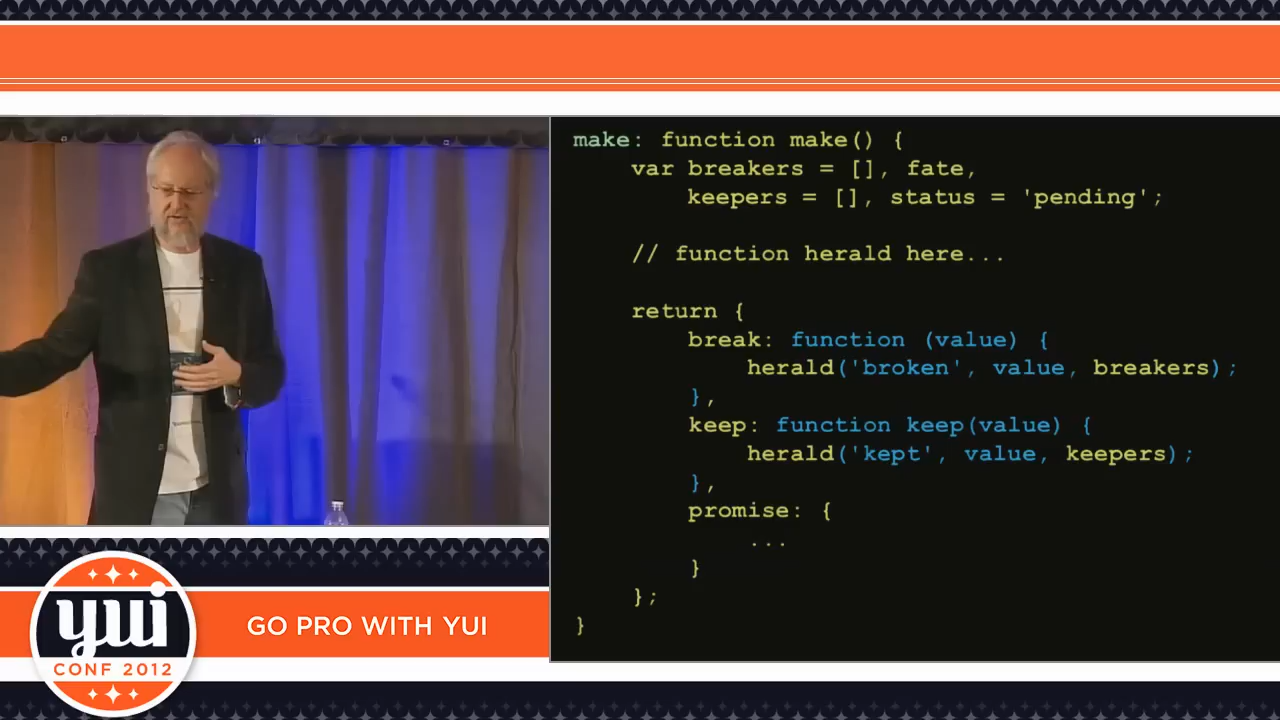 make: function make() {
var breakers = [], fate,
keepers = [], status = 'pending';
// function herald here...
return {
break: function (value) {
herald('broken', value, breakers);
},
keep: function keep(value) {
herald('kept', value, keepers);
},
promise: {
...
}
};
}
yui
CONF 2012
GO PRO WITH YUI